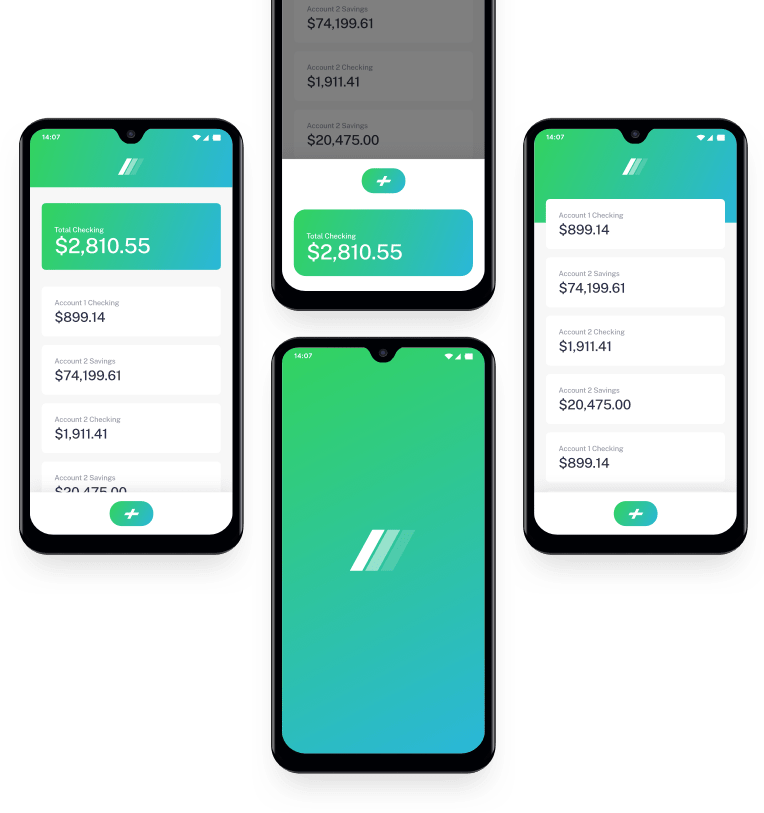 14:07
Total Checking
$2,810.55
Account 1 Checking
$899.14
Account 2 Savings
$74,199.61
Account 2 Checking
$1,911.41
Account 2 Savings
$20,475.00
Account 2 Savings
$74,199.61
Account 2 Checking
$1,911.41
Account 2 Savings
$20,475.00
Total Checking
$2,810.55
14:07
14:07
Account 1 Checking
$899.14
Account 2 Savings
$74,199.61
Account 2 Checking
$1,911.41
Account 2 Savings
$20,475.00
Account 1 Checking
$899.14